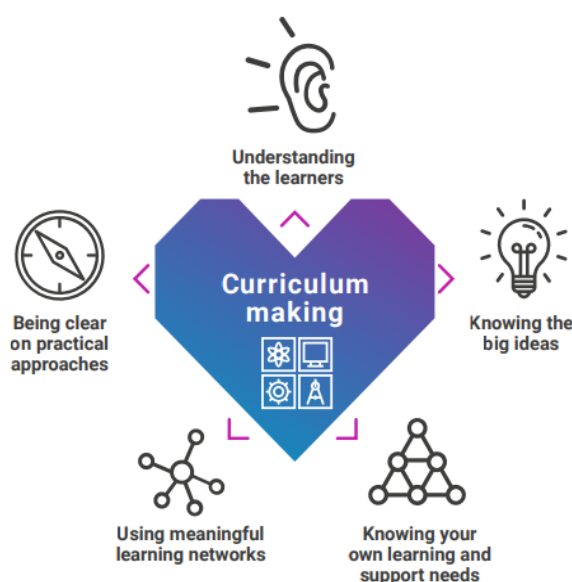 Understanding
the learners
Curriculum
making
Being clear
on practical
approaches
Knowing the
big ideas
Using meaningful
learning networks
Knowing your
own learning and
support needs